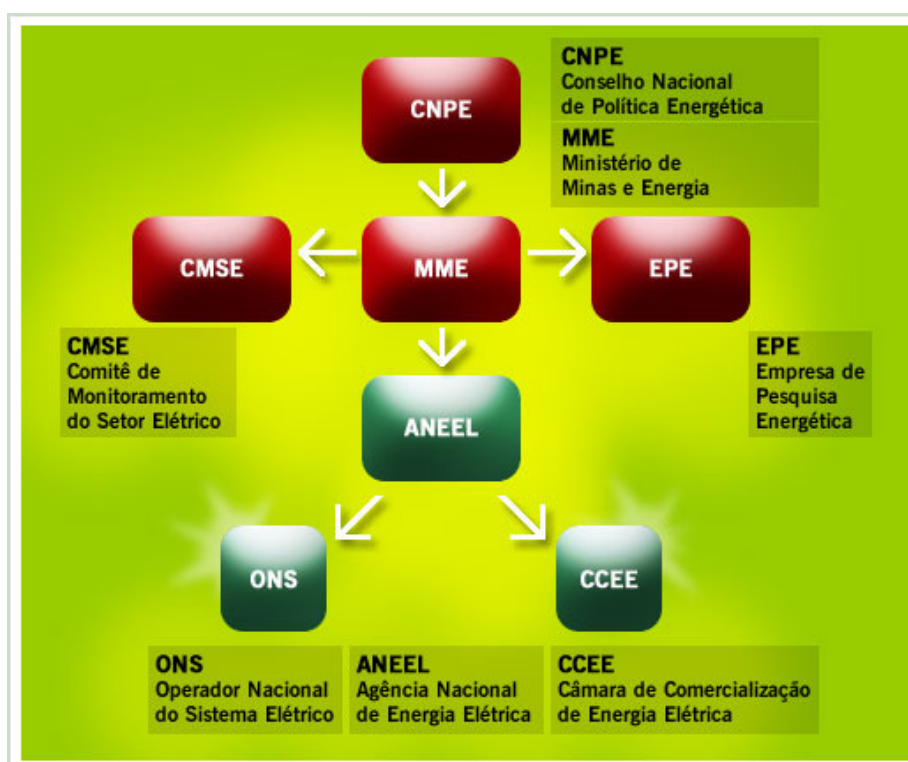 CNPE
CNPE
Conselho Nacional
de Política Energética
MME
Ministério de
Minas e Energia
CMSE
MME
EPE
CMSE
Comitê de
Monitoramento
do Setor Elétrico
EPE
Empresa de
Pesquisa
Energética
ANEEL
ONS
CCEE
ONS
Operador Nacional
do Sistema Elétrico
ANEEL
Agência Nacional
de Energia Elétrica
CCEE
Câmara de Comercialização
de Energia Elétrica